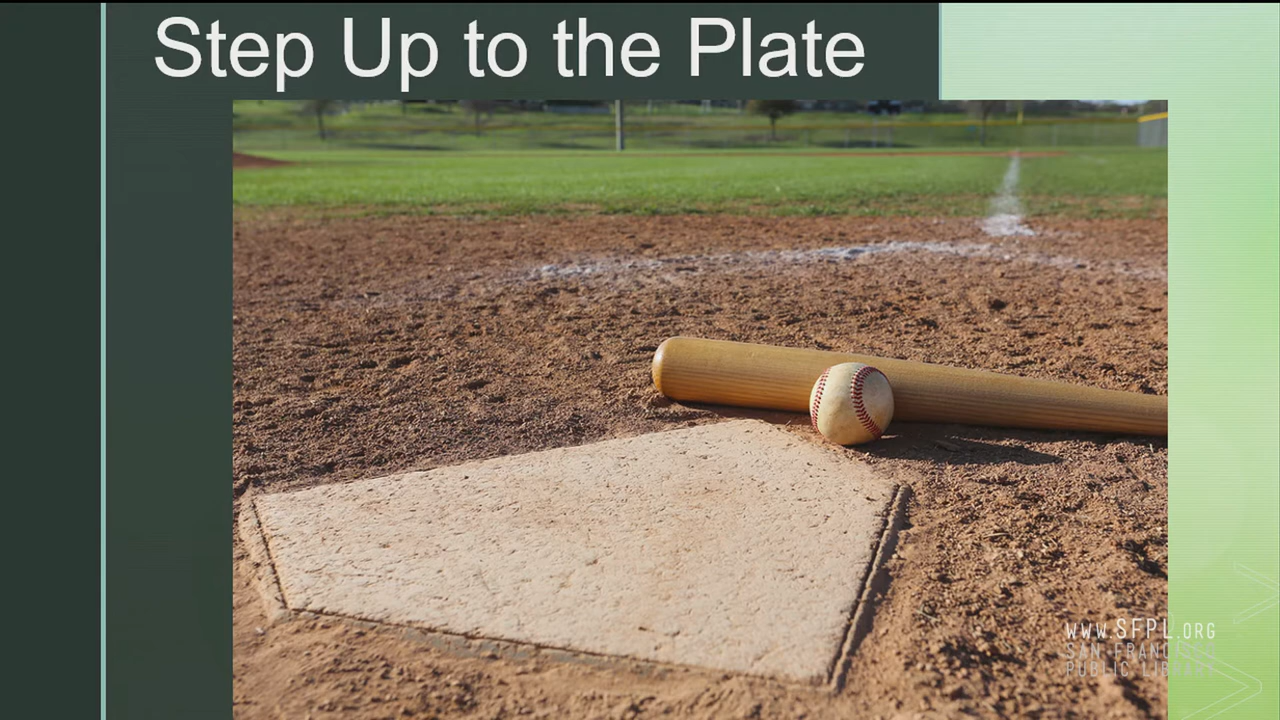 Step Up to the Plate
WWW.SFPL.ORG
SAN FRANCISCO
PUBLIC LIBRARY